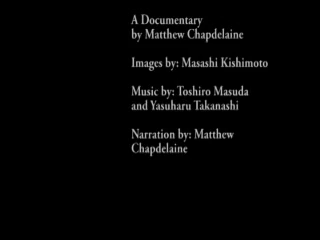 A Documentary
by Matthew Chapdelaine
Images by: Masashi Kishimoto
Music by: Toshiro Masuda
and Yasuharu Takanashi
Narration by: Matthew
Chapdelaine